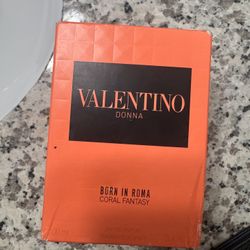 VALENTINO
DONNA
BORN IN ROMA
CORAL FANTASY